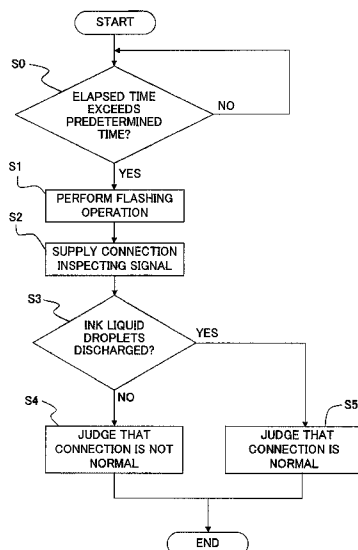 START
S0
ELAPSED TIME
EXCEEDS
PREDETERMINED
TIME?
NO
YES
S1
PERFORM FLASHING
OPERATION
S2
SUPPLY CONNECTION
INSPECTING SIGNAL
S3
INK LIQUID
DROPLETS
DISCHARGED?
YES
NO
S4
JUDGE THAT
CONNECTION IS NOT
NORMAL
S5
JUDGE THAT
CONNECTION IS
NORMAL
END